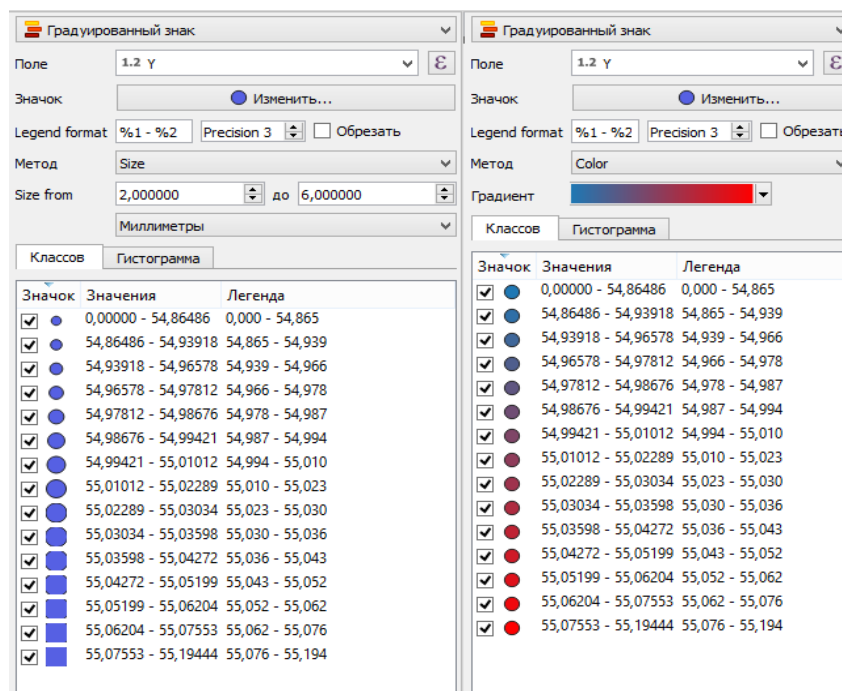 Градуированный знак
Поле 1.2 Y ε
Значок Изменить...
Legend format %1 - %2 Precision 3 Обрезать
Метод Size
Size from 2,000000 до 6,000000
Миллиметры
Классов Гистограмма
Значок Значения Легенда
0,00000 - 54,86486 0,000 - 54,865
54,86486 - 54,93918 54,865 - 54,939
54,93918 - 54,96578 54,939 - 54,966
54,96578 - 54,97812 54,966 - 54,978
54,97812 - 54,98676 54,978 - 54,987
54,98676 - 54,99421 54,987 - 54,994
54,99421 - 55,01012 54,994 - 55,010
55,01012 - 55,02289 55,010 - 55,023
55,02289 - 55,03034 55,023 - 55,030
55,03034 - 55,03598 55,030 - 55,036
55,03598 - 55,04272 55,036 - 55,043
55,04272 - 55,05199 55,043 - 55,052
55,05199 - 55,06204 55,052 - 55,062
55,06204 - 55,07553 55,062 - 55,076
55,07553 - 55,19444 55,076 - 55,194
Градуированный знак
Поле 1.2 Y ε
Значок Изменить...
Legend format %1 - %2 Precision 3 Обрезать
Метод Color
Градиент
Классов Гистограмма
Значок Значения Легенда
0,00000 - 54,86486 0,000 - 54,865
54,86486 - 54,93918 54,865 - 54,939
54,93918 - 54,96578 54,939 - 54,966
54,96578 - 54,97812 54,966 - 54,978
54,97812 - 54,98676 54,978 - 54,987
54,98676 - 54,99421 54,987 - 54,994
54,99421 - 55,01012 54,994 - 55,010
55,01012 - 55,02289 55,010 - 55,023
55,02289 - 55,03034 55,023 - 55,030
55,03034 - 55,03598 55,030 - 55,036
55,03598 - 55,04272 55,036 - 55,043
55,04272 - 55,05199 55,043 - 55,052
55,05199 - 55,06204 55,052 - 55,062
55,06204 - 55,07553 55,062 - 55,076
55,07553 - 55,19444 55,076 - 55,194